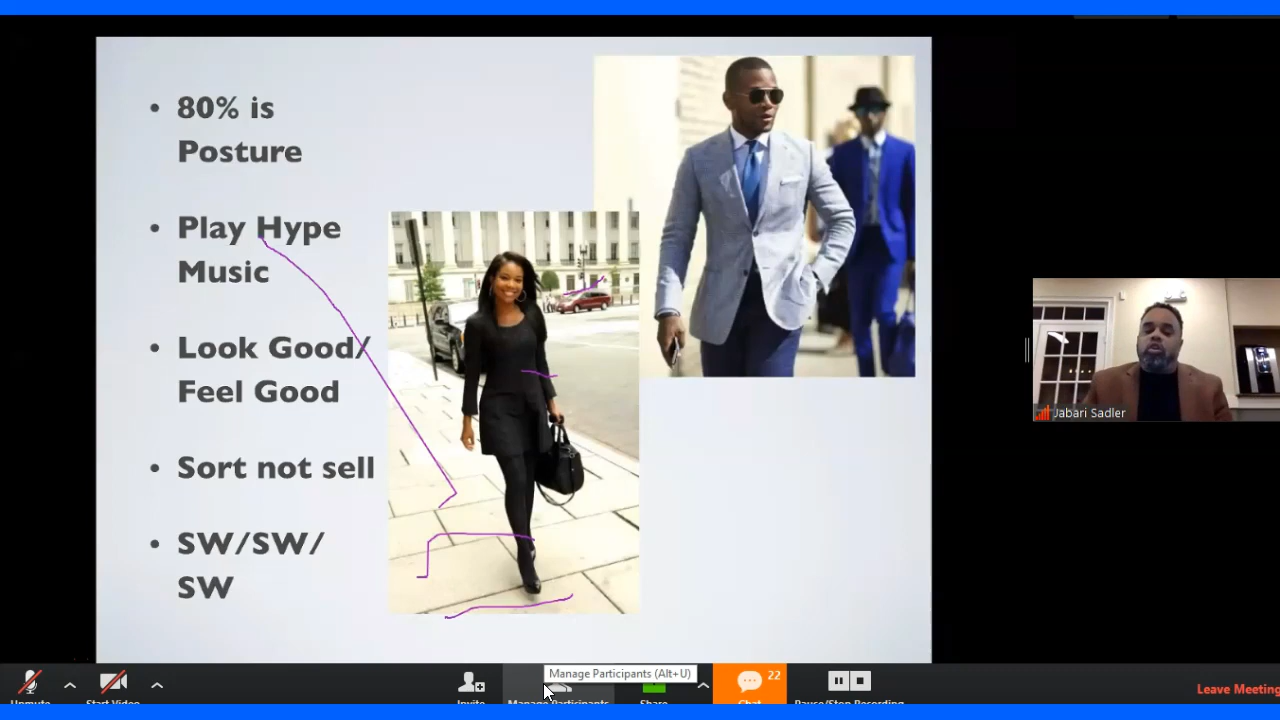 • 80% is
Posture
• Play Hype
Music
• Look Good/
Feel Good
• Sort not sell
• SW/SW/
SW
Jabari Sadler
Manage Participants (Alt+U)
22
Unmute
Start Video
Invite
Manage Participants
Share
Chat
Pause/Stop Recording
Leave Meeting